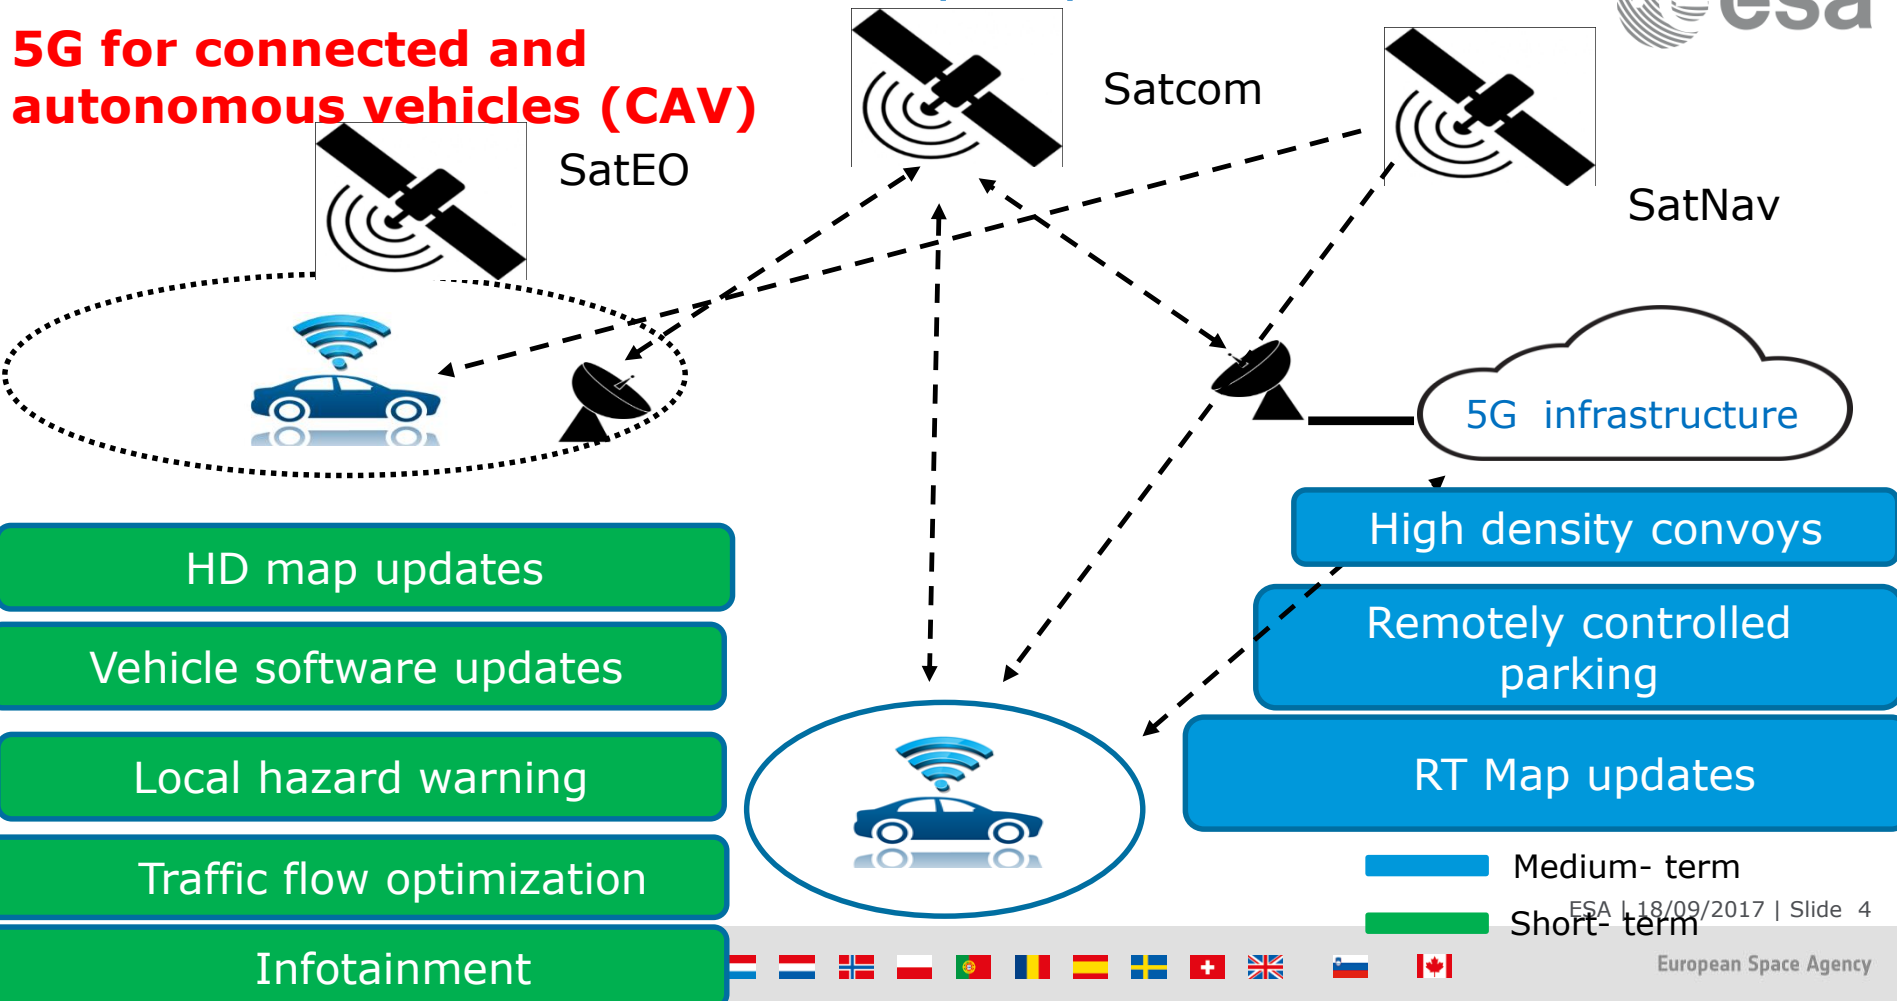 esa
5G for connected and
autonomous vehicles (CAV)
Satcom
SatEO
SatNav
5G infrastructure
High density convoys
HD map updates
Remotely controlled
parking
Vehicle software updates
RT Map updates
Local hazard warning
Traffic flow optimization
Medium- term
ESA | 18/09/2017 | Slide 4
Short- term
Infotainment
European Space Agency